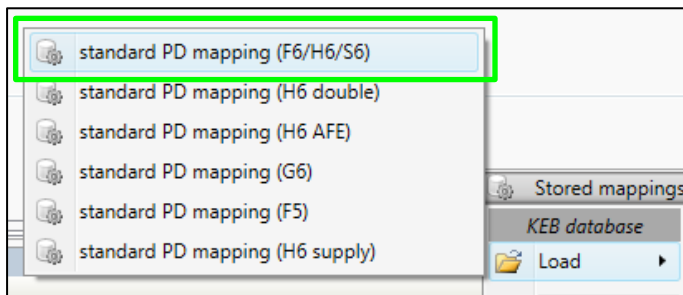 standard PD mapping (F6/H6/S6)
standard PD mapping (H6 double)
standard PD mapping (H6 AFE)
standard PD mapping (G6)
standard PD mapping (F5)
standard PD mapping (H6 supply)
Stored mappings
KEB database
Load